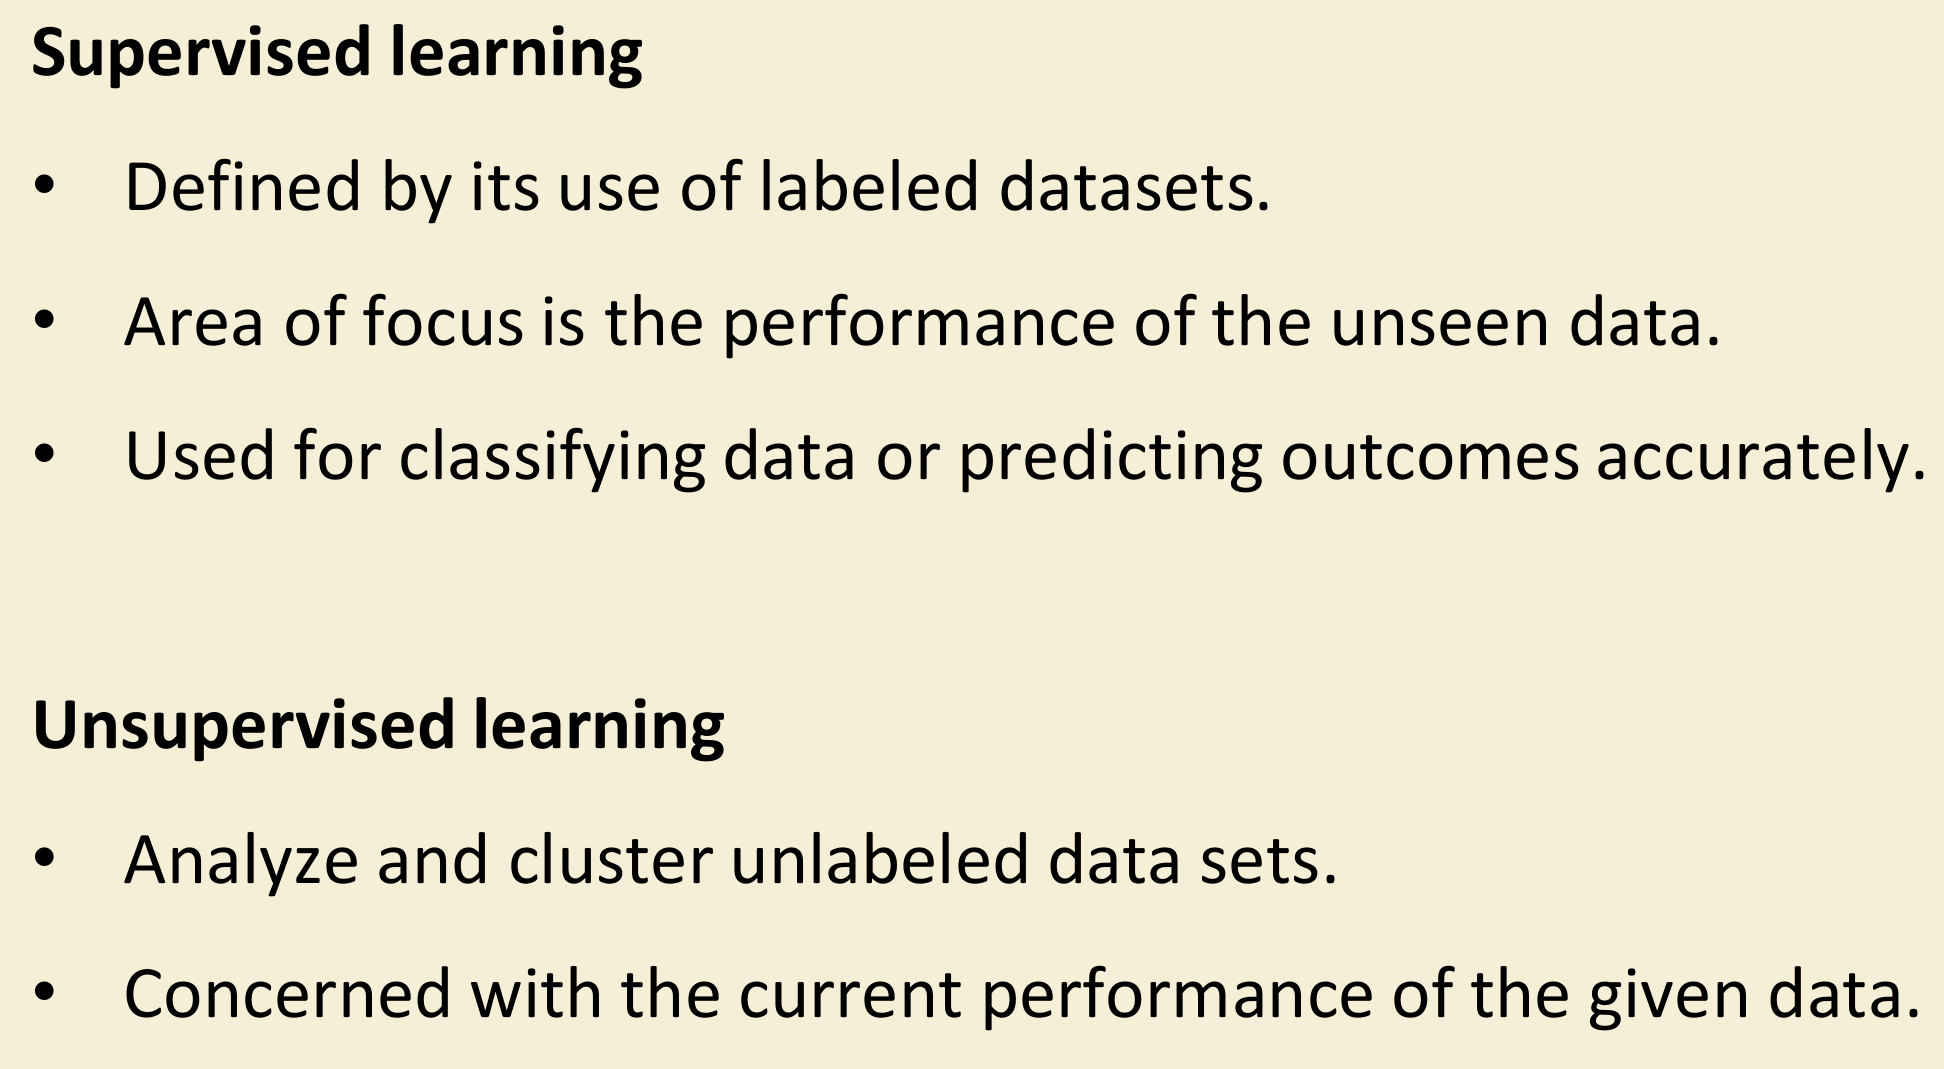 Supervised learning
• Defined by its use of labeled datasets.
• Area of focus is the performance of the unseen data.
• Used for classifying data or predicting outcomes accurately.
Unsupervised learning
• Analyze and cluster unlabeled data sets.
• Concerned with the current performance of the given data.